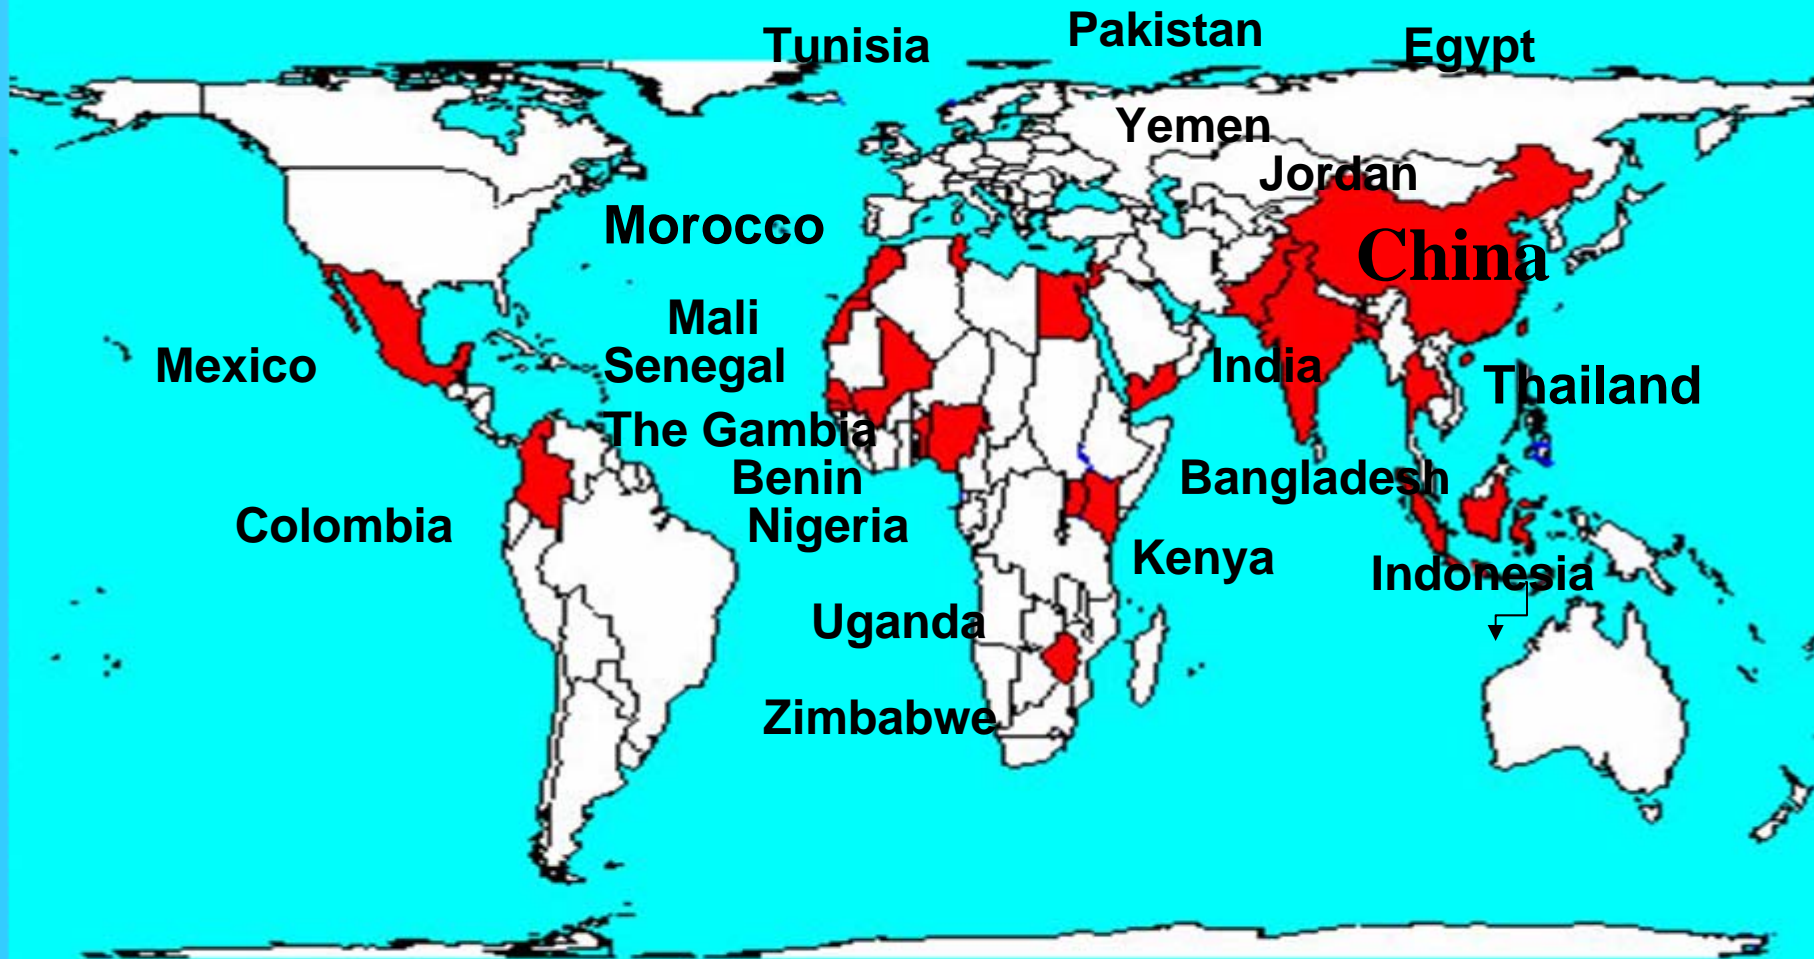 Tunisia
Pakistan
Egypt
Yemen
Jordan
Morocco
China
Mali
Mexico
Senegal
India
Thailand
The Gambia
Benin
Bangladesh
Colombia
Nigeria
Kenya
Indonesia
Uganda
Zimbabwe